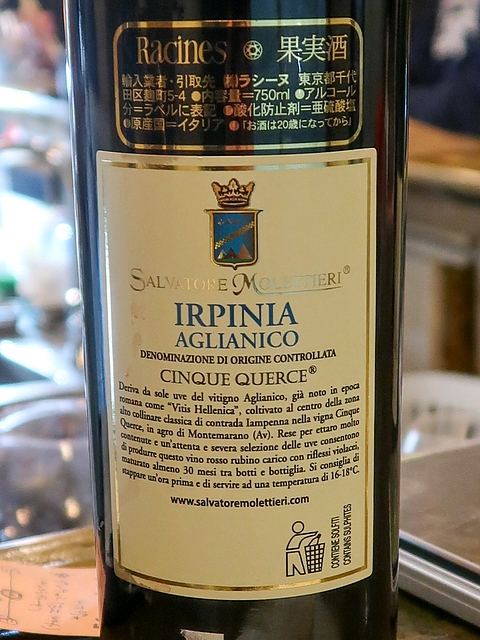 Racines 果実酒
輸入業者・引取先 ㈱ラシーヌ 東京都千代
田区麹町5-4 ●内容量=750ml ●アルコール
分=ラベルに表記 ●酸化防止剤=亜硫酸塩
●原産国=イタリア ●「お酒は20歳になってから」
SALVATORE MOLETTIERI®
IRPINIA
AGLIANICO
DENOMINAZIONE DI ORIGINE CONTROLLATA
CINQUE QUERCE®
Deriva da sole uve del vitigno Aglianico, già noto in epoca
romana come "Vitis Hellenica", coltivato al centro della zona
alto collinare classica di contrada Iampenna nella vigna Cinque
Querce, in agro di Montemarano (Av). Rese per ettaro molto
contenute e un'attenta e severa selezione delle uve consentono
di produrre questo vino rosso rubino carico con riflessi violacei,
maturato almeno 30 mesi tra botti e bottiglia. Si consiglia di
stappare un'ora prima e di servire ad una temperatura di 16-18°C.
www.salvatoremolettieri.com
CONTIENE SOLFITI
CONTAINS SULPHITES